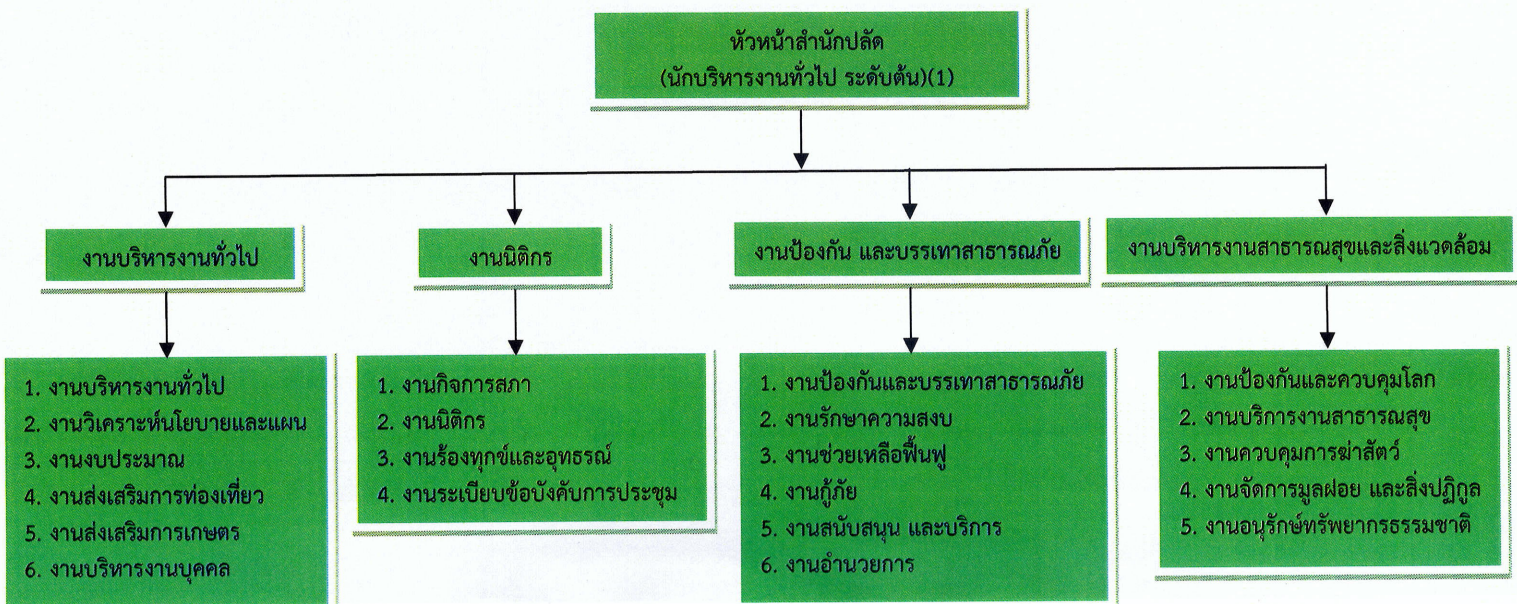 หัวหน้าสำนักปลัด
(นักบริหารงานทั่วไป ระดับต้น)(1)
งานบริหารงานทั่วไป
งานนิติกร
งานป้องกัน และบรรเทาสาธารณภัย
งานบริหารงานสาธารณสุขและสิ่งแวดล้อม
1. งานบริหารงานทั่วไป
2. งานวิเคราะห์นโยบายและแผน
3. งานงบประมาณ
4. งานส่งเสริมการท่องเที่ยว
5. งานส่งเสริมการเกษตร
6. งานบริหารงานบุคคล
1. งานกิจการสภา
2. งานนิติกร
3. งานร้องทุกข์และอุทธรณ์
4. งานระเบียบข้อบังคับการประชุม
1. งานป้องกันและบรรเทาสาธารณภัย
2. งานรักษาความสงบ
3. งานช่วยเหลือฟื้นฟู
4. งานกู้ภัย
5. งานสนับสนุน และบริการ
6. งานอำนวยการ
1. งานป้องกันและควบคุมโลก
2. งานบริการงานสาธารณสุข
3. งานควบคุมการฆ่าสัตว์
4. งานจัดการมูลฝอย และสิ่งปฏิกูล
5. งานอนุรักษ์ทรัพยากรธรรมชาติ